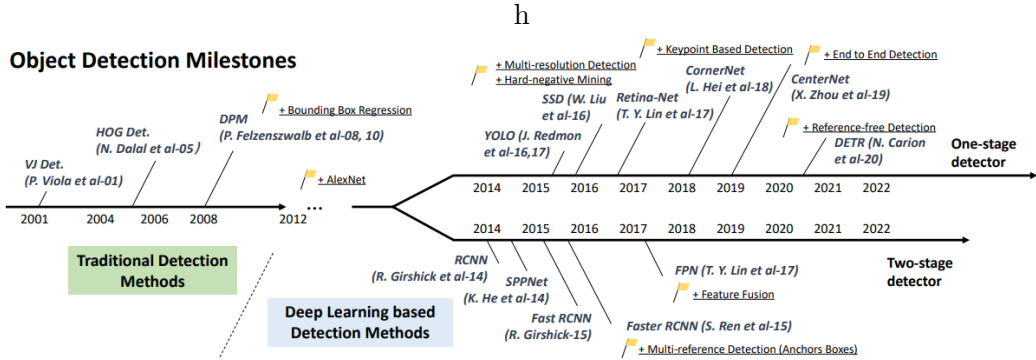 h
Object Detection Milestones
+ Multi-resolution Detection
+ Hard-negative Mining
+ Keypoint Based Detection
+ End to End Detection
+ Bounding Box Regression
+ AlexNet
VJ Det.
(P. Viola et al-01)
HOG Det.
(N. Dalal et al-05)
DPM
(P. Felzenszwalb et al-08, 10)
YOLO (J. Redmon
et al-16,17)
SSD (W. Liu
et al-16)
Retina-Net
(T. Y. Lin et al-17)
CornerNet
(L. Hei et al-18)
CenterNet
(X. Zhou et al-19)
+ Reference-free Detection
DETR (N. Carion
et al-20)
One-stage
detector
2014 2015 2016 2017 2018 2019 2020 2021 2022
2001 2004 2006 2008 2012 ...
2014 2015 2016 2017 2018 2019 2020 2021 2022
Two-stage
detector
Traditional Detection
Methods
Deep Learning based
Detection Methods
RCNN
(R. Girshick et al-14)
SPPNet
(K. He et al-14)
Fast RCNN
(R. Girshick-15)
Faster RCNN (S. Ren et al-15)
+ Multi-reference Detection (Anchors Boxes)
FPN (T. Y. Lin et al-17)
+ Feature Fusion